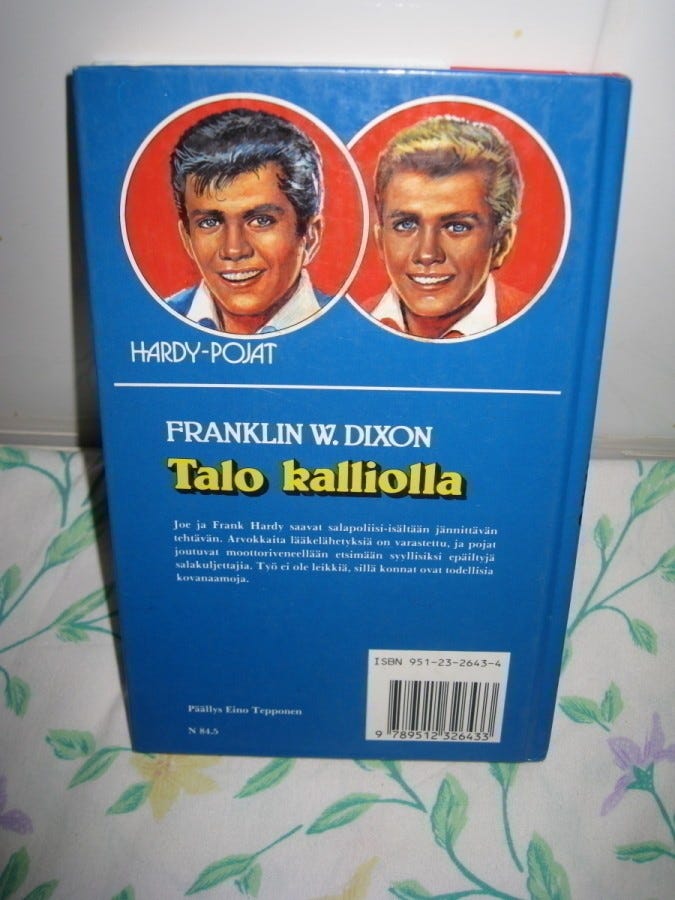 HARDY-POJAT
FRANKLIN W. DIXON
Talo kalliolla
Joe ja Frank Hardy saavat salapoliisi-isältään jännittävän
tehtävän. Arvokkaita lääkelähetyksiä on varastettu, ja pojat
joutuvat moottoriveneellään etsimään syyllisiksi epäiltyjä
salakuljettajia. Työ ei ole leikkiä, sillä konnat ovat todellisia
kovanaamoja.
ISBN 951-23-2643-4
9 789512 326433
Päällys Eino Tepponen
N 84.5